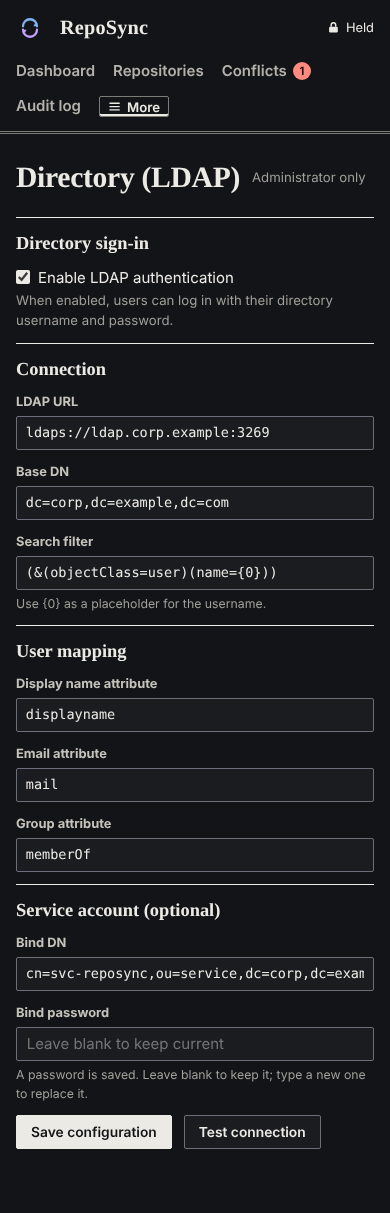 RepoSync
Held
Dashboard Repositories Conflicts 1
Audit log More
Directory (LDAP) Administrator only
Directory sign-in
Enable LDAP authentication
When enabled, users can log in with their directory
username and password.
Connection
LDAP URL
ldaps://ldap.corp.example:3269
Base DN
dc=corp,dc=example,dc=com
Search filter
(&(objectClass=user)(name={0}))
Use {0} as a placeholder for the username.
User mapping
Display name attribute
displayname
Email attribute
mail
Group attribute
memberOf
Service account (optional)
Bind DN
cn=svc-reposync,ou=service,dc=corp,dc=exam
Bind password
Leave blank to keep current
A password is saved. Leave blank to keep it; type a new one
to replace it.
Save configuration Test connection